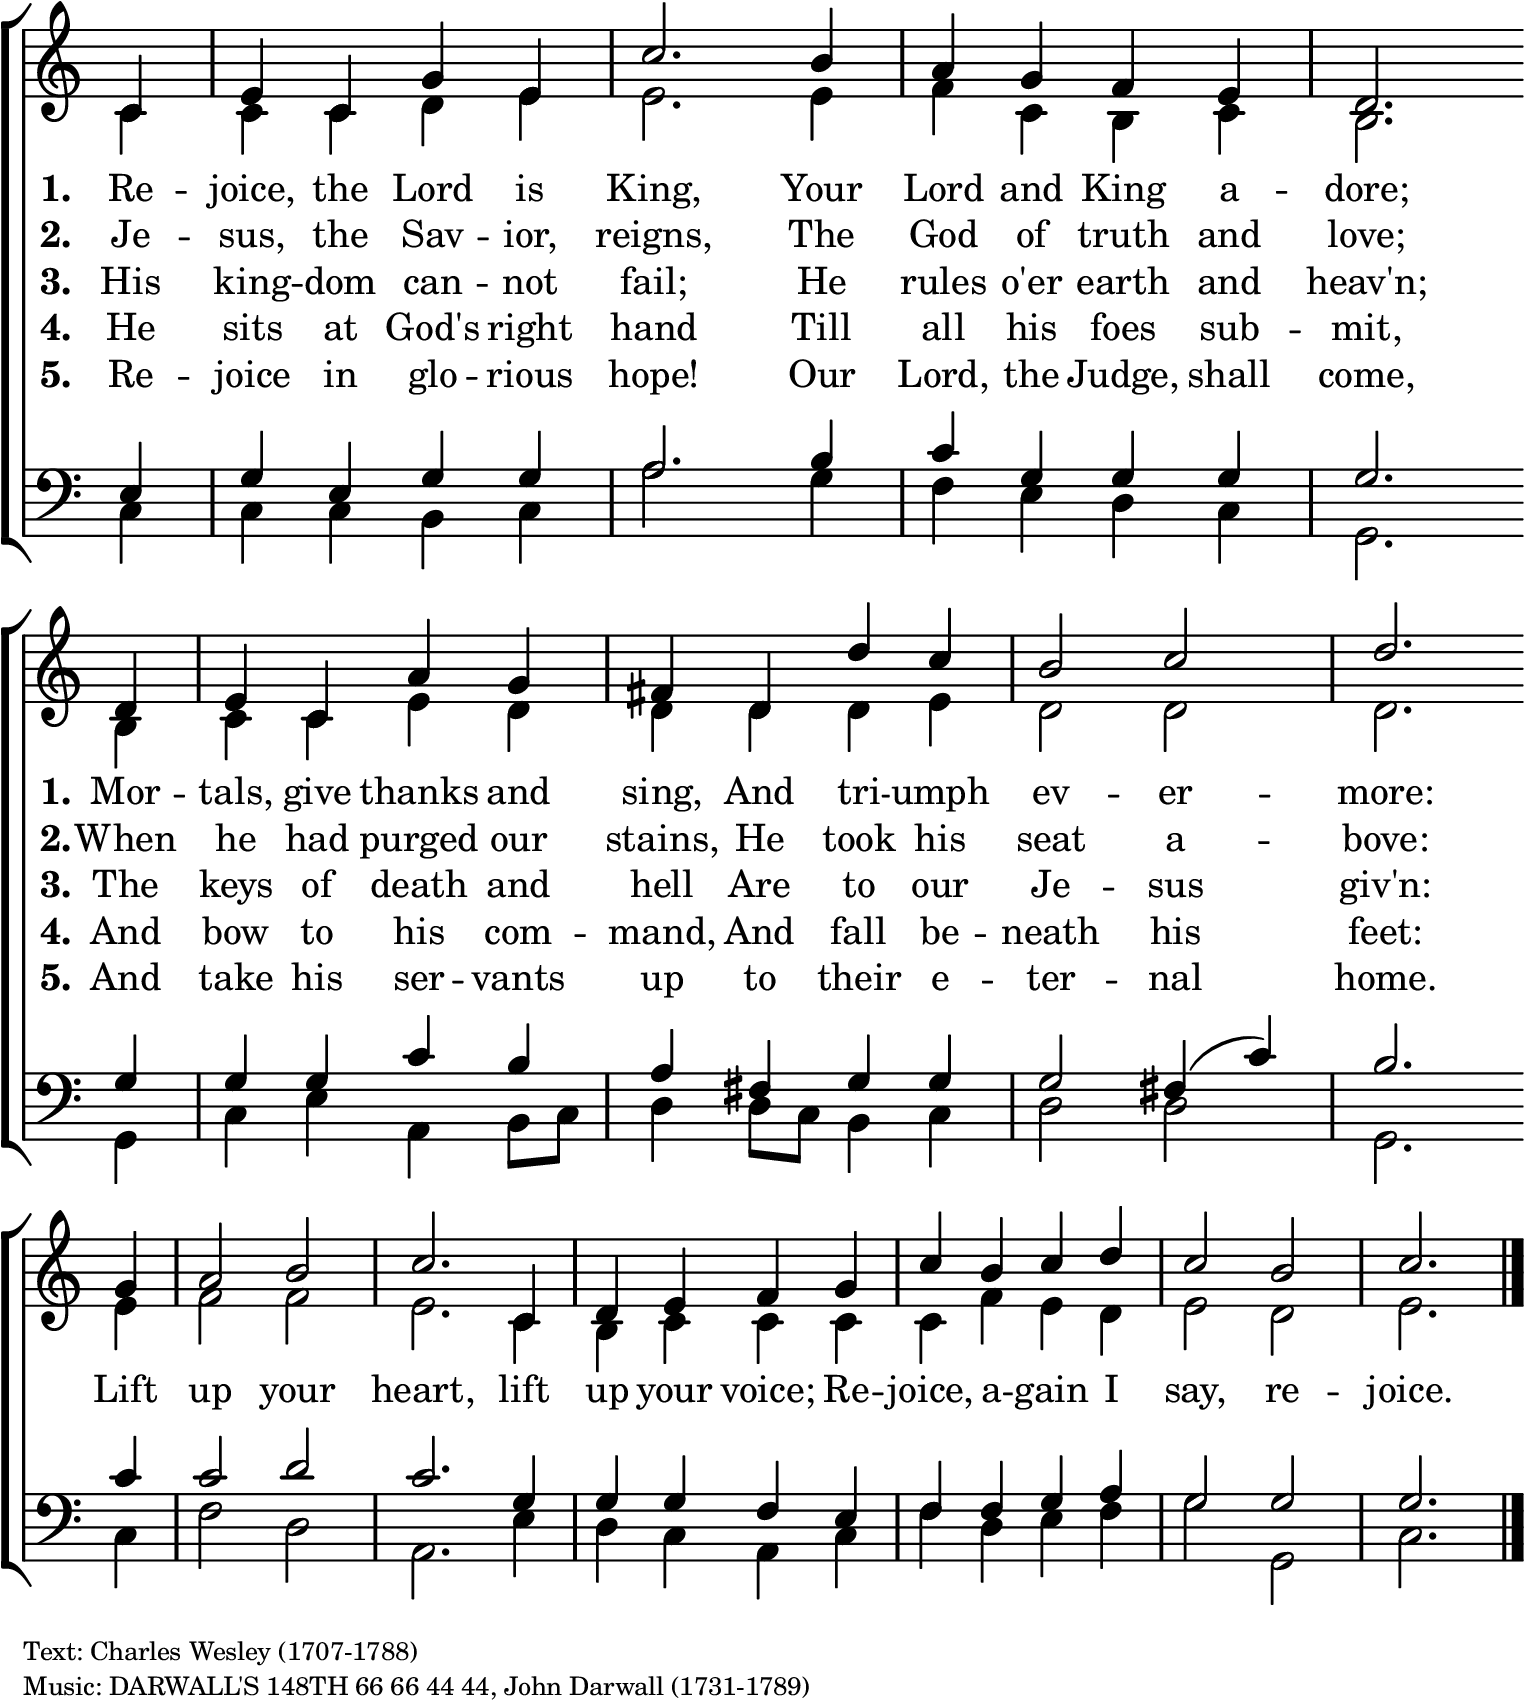 1. Re -- joice, the Lord is King, Your Lord and King a -- dore;
2. Je -- sus, the Sav -- ior, reigns, The God of truth and love;
3. His king -- dom can -- not fail; He rules o'er earth and heav'n;
4. He sits at God's right hand Till all his foes sub -- mit,
5. Re -- joice in glo -- rious hope! Our Lord, the Judge, shall come,
1. Mor -- tals, give thanks and sing, And tri -- umph ev -- er -- more:
2. When he had purged our stains, He took his seat a -- bove:
3. The keys of death and hell Are to our Je -- sus giv'n:
4. And bow to his com -- mand, And fall be -- neath his feet:
5. And take his ser -- vants up to their e -- ter -- nal home.
Lift up your heart, lift up your voice; Re -- joice, a -- gain I say, re -- joice.
Text: Charles Wesley (1707-1788)
Music: DARWALL'S 148TH 66 66 44 44, John Darwall (1731-1789)